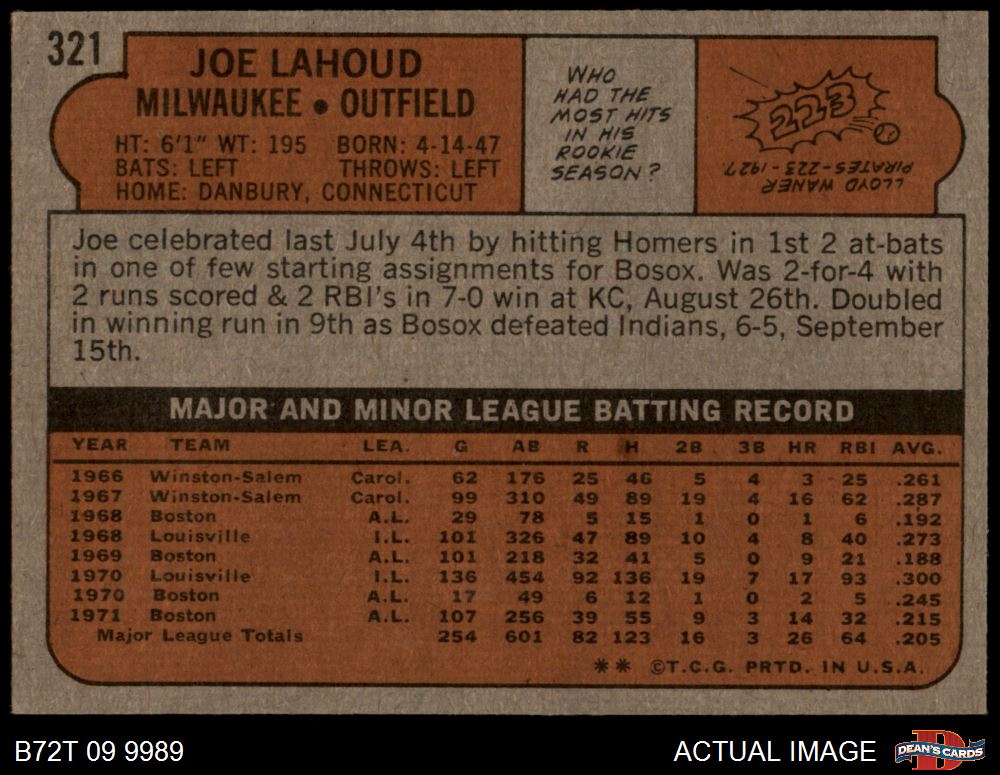 321
JOE LAHOUD
MILWAUKEE • OUTFIELD
HT: 6'1" WT: 195 BORN: 4-14-47
BATS: LEFT THROWS: LEFT
HOME: DANBURY, CONNECTICUT
WHO
HAD THE
MOST HITS
IN HIS
ROOKIE
SEASON?
223
LLOYD WANER
PIRATES-223-1927.
Joe celebrated last July 4th by hitting Homers in 1st 2 at-bats
in one of few starting assignments for Bosox. Was 2-for-4 with
2 runs scored & 2 RBI's in 7-0 win at KC, August 26th. Doubled
in winning run in 9th as Bosox defeated Indians, 6-5, September
15th.
MAJOR AND MINOR LEAGUE BATTING RECORD
YEAR TEAM LEA. G AB R H 2B 3B HR RBI AVG.
1966 Winston-Salem Carol. 62 176 25 46 5 4 3 25 .261
1967 Winston-Salem Carol. 99 310 49 89 19 4 16 62 .287
1968 Boston A.L. 29 78 5 15 1 0 1 6 .192
1968 Louisville I.L. 101 326 47 89 10 4 8 40 .273
1969 Boston A.L. 101 218 32 41 5 0 9 21 .188
1970 Louisville I.L. 136 454 92 136 19 7 17 93 .300
1970 Boston A.L. 17 49 6 12 1 0 2 5 .245
1971 Boston A.L. 107 256 39 55 9 3 14 32 .215
Major League Totals 254 601 82 123 16 3 26 64 .205
** ©T.C.G. PRTD. IN U.S.A.
B72T 09 9989
ACTUAL IMAGE
DEAN'S CARDS